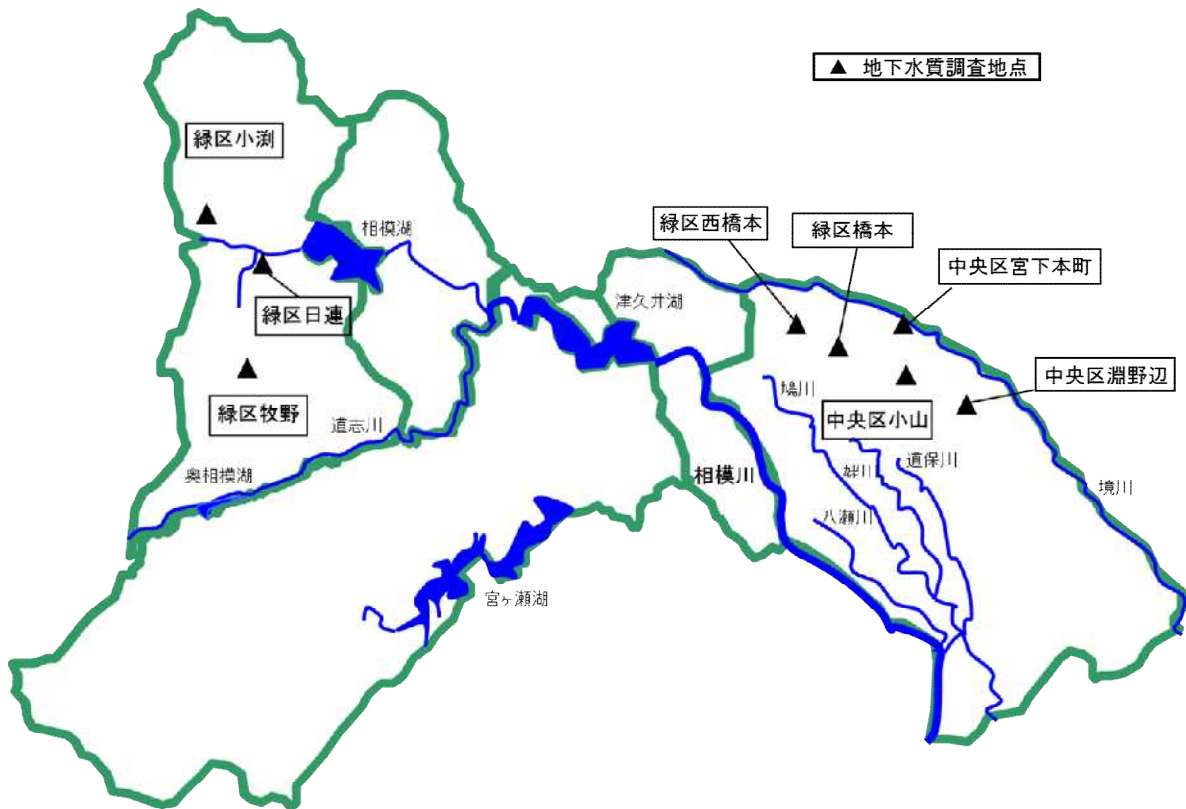 ▲ 地下水質調査地点
緑区小渕
相模湖
緑区西橋本
緑区橋本
中央区宮下本町
緑区日連
津久井湖
中央区淵野辺
緑区牧野
道志川
鳩川
中央区小山
奥相模湖
相模川
姥川
道保川
境川
八瀬川
宮ヶ瀬湖